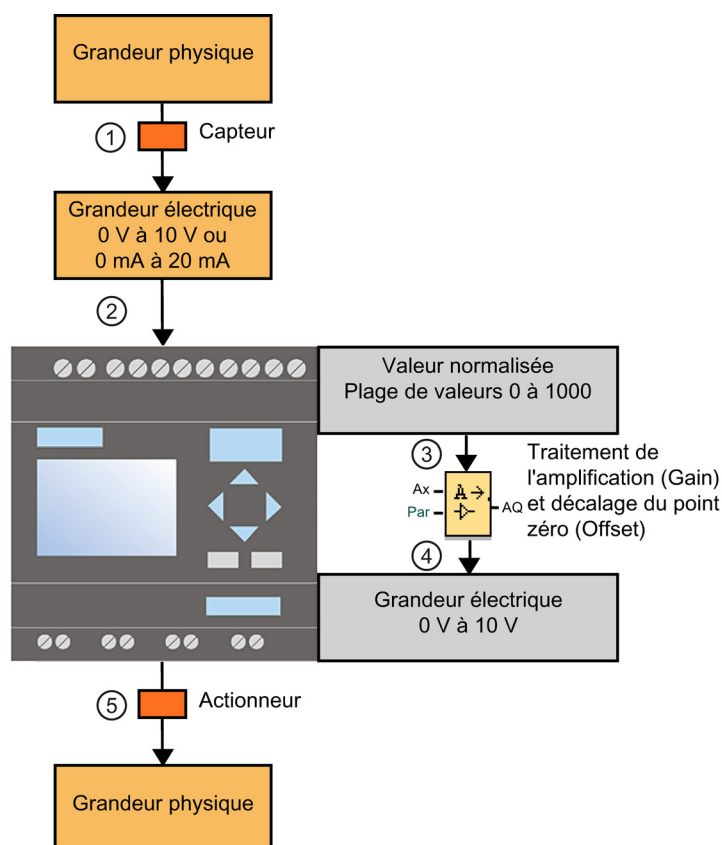 Grandeur physique
1
Capteur
Grandeur électrique
0 V à 10 V ou
0 mA à 20 mA
2
Valeur normalisée
Plage de valeurs 0 à 1000
3
Traitement de
l'amplification (Gain)
et décalage du point
zéro (Offset)
Ax
Par
A
AQ
4
Grandeur électrique
0 V à 10 V
5
Actionneur
Grandeur physique